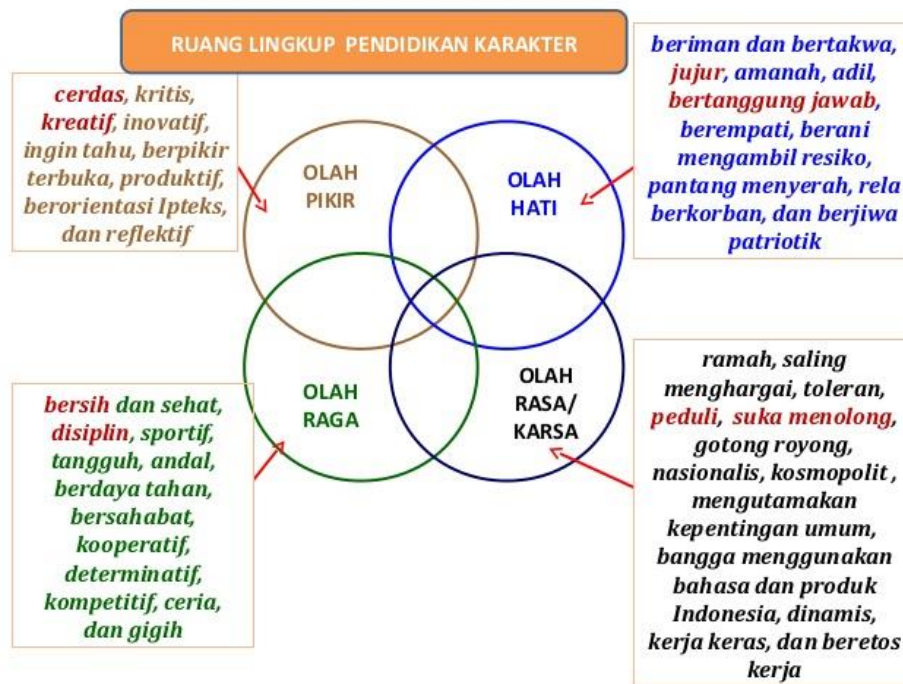 RUANG LINGKUP PENDIDIKAN KARAKTER
cerdas, kritis,
kreatif, inovatif,
ingin tahu, berpikir
terbuka, produktif,
berorientasi Ipteks,
dan reflektif
OLAH
PIKIR
OLAH
HATI
beriman dan bertakwa,
jujur, amanah, adil,
bertanggung jawab,
berempati, berani
mengambil resiko,
pantang menyerah, rela
berkorban, dan berjiwa
patriotik
bersih dan sehat,
disiplin, sportif,
tangguh, andal,
berdaya tahan,
bersahabat,
kooperatif,
determinatif,
kompetitif, ceria,
dan gigih
OLAH
RAGA
OLAH
RASA/
KARSA
ramah, saling
menghargai, toleran,
peduli, suka menolong,
gotong royong,
nasionalis, kosmopolit ,
mengutamakan
kepentingan umum,
bangga menggunakan
bahasa dan produk
Indonesia, dinamis,
kerja keras, dan beretos
kerja